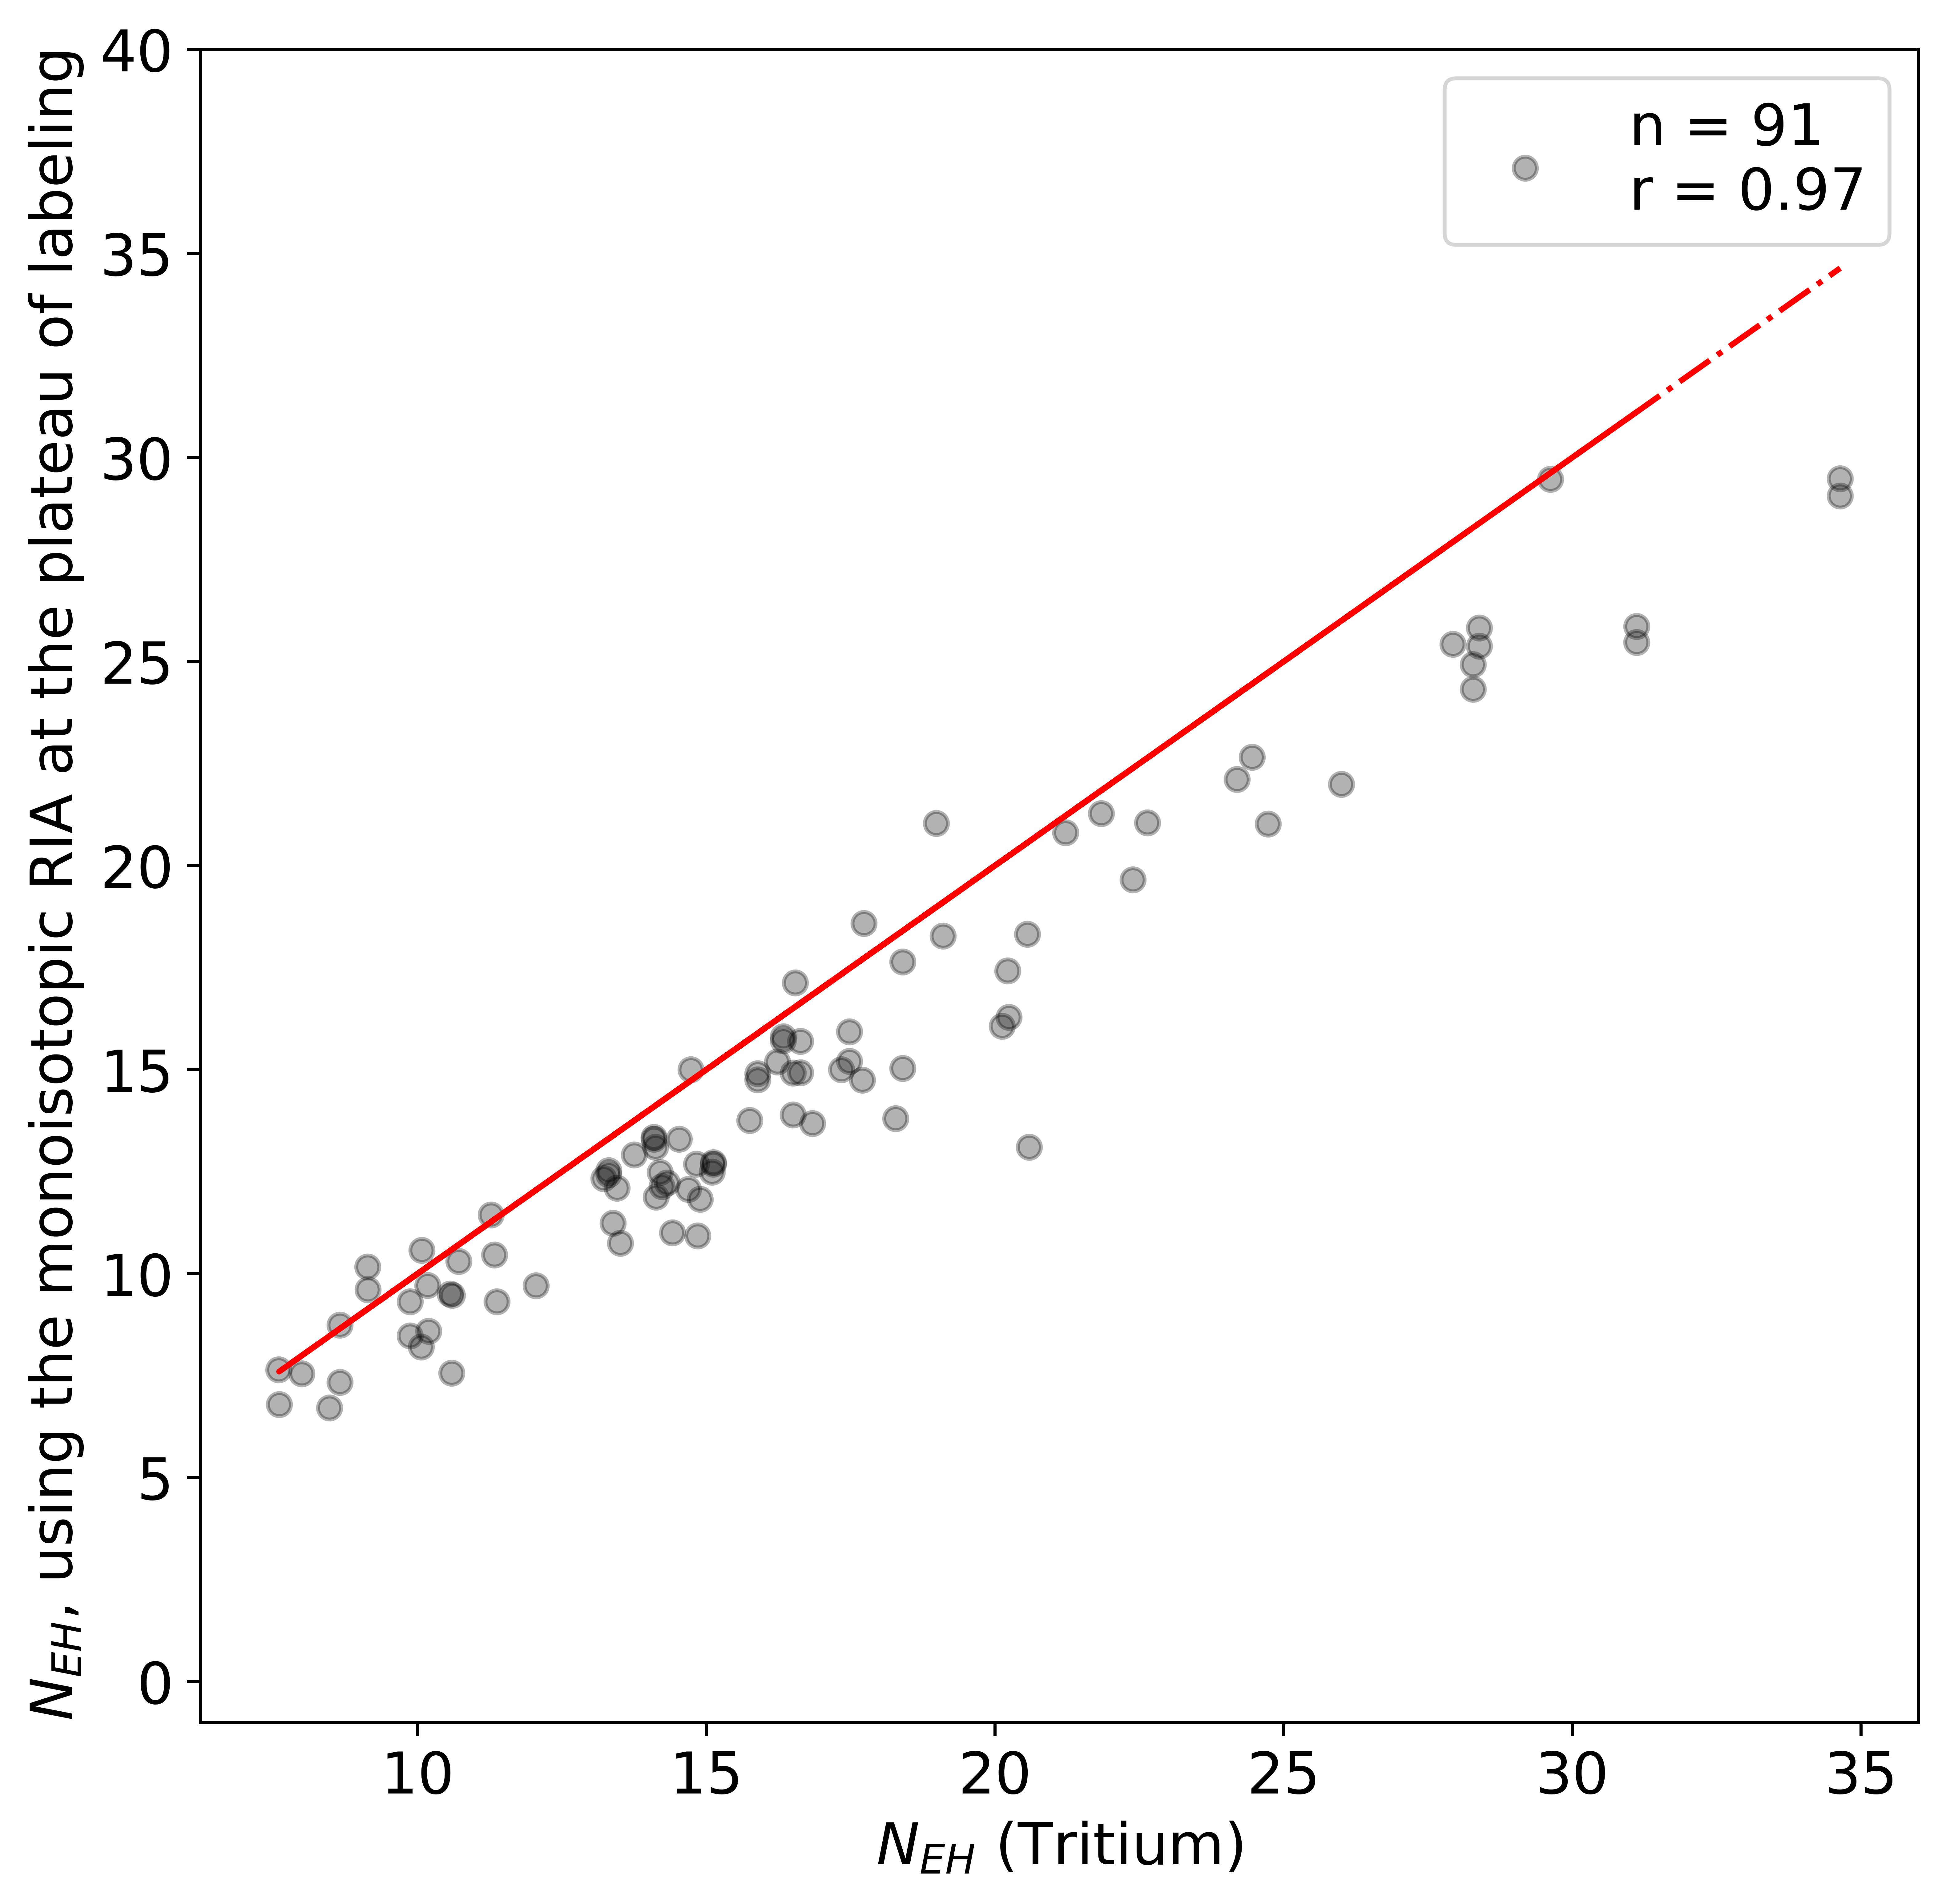 N_EH, using the monoisotopic RIA at the plateau of labeling
40
35
30
25
20
15
10
5
0
n = 91
r = 0.97
10 15 20 25 30 35
N_EH (Tritium)